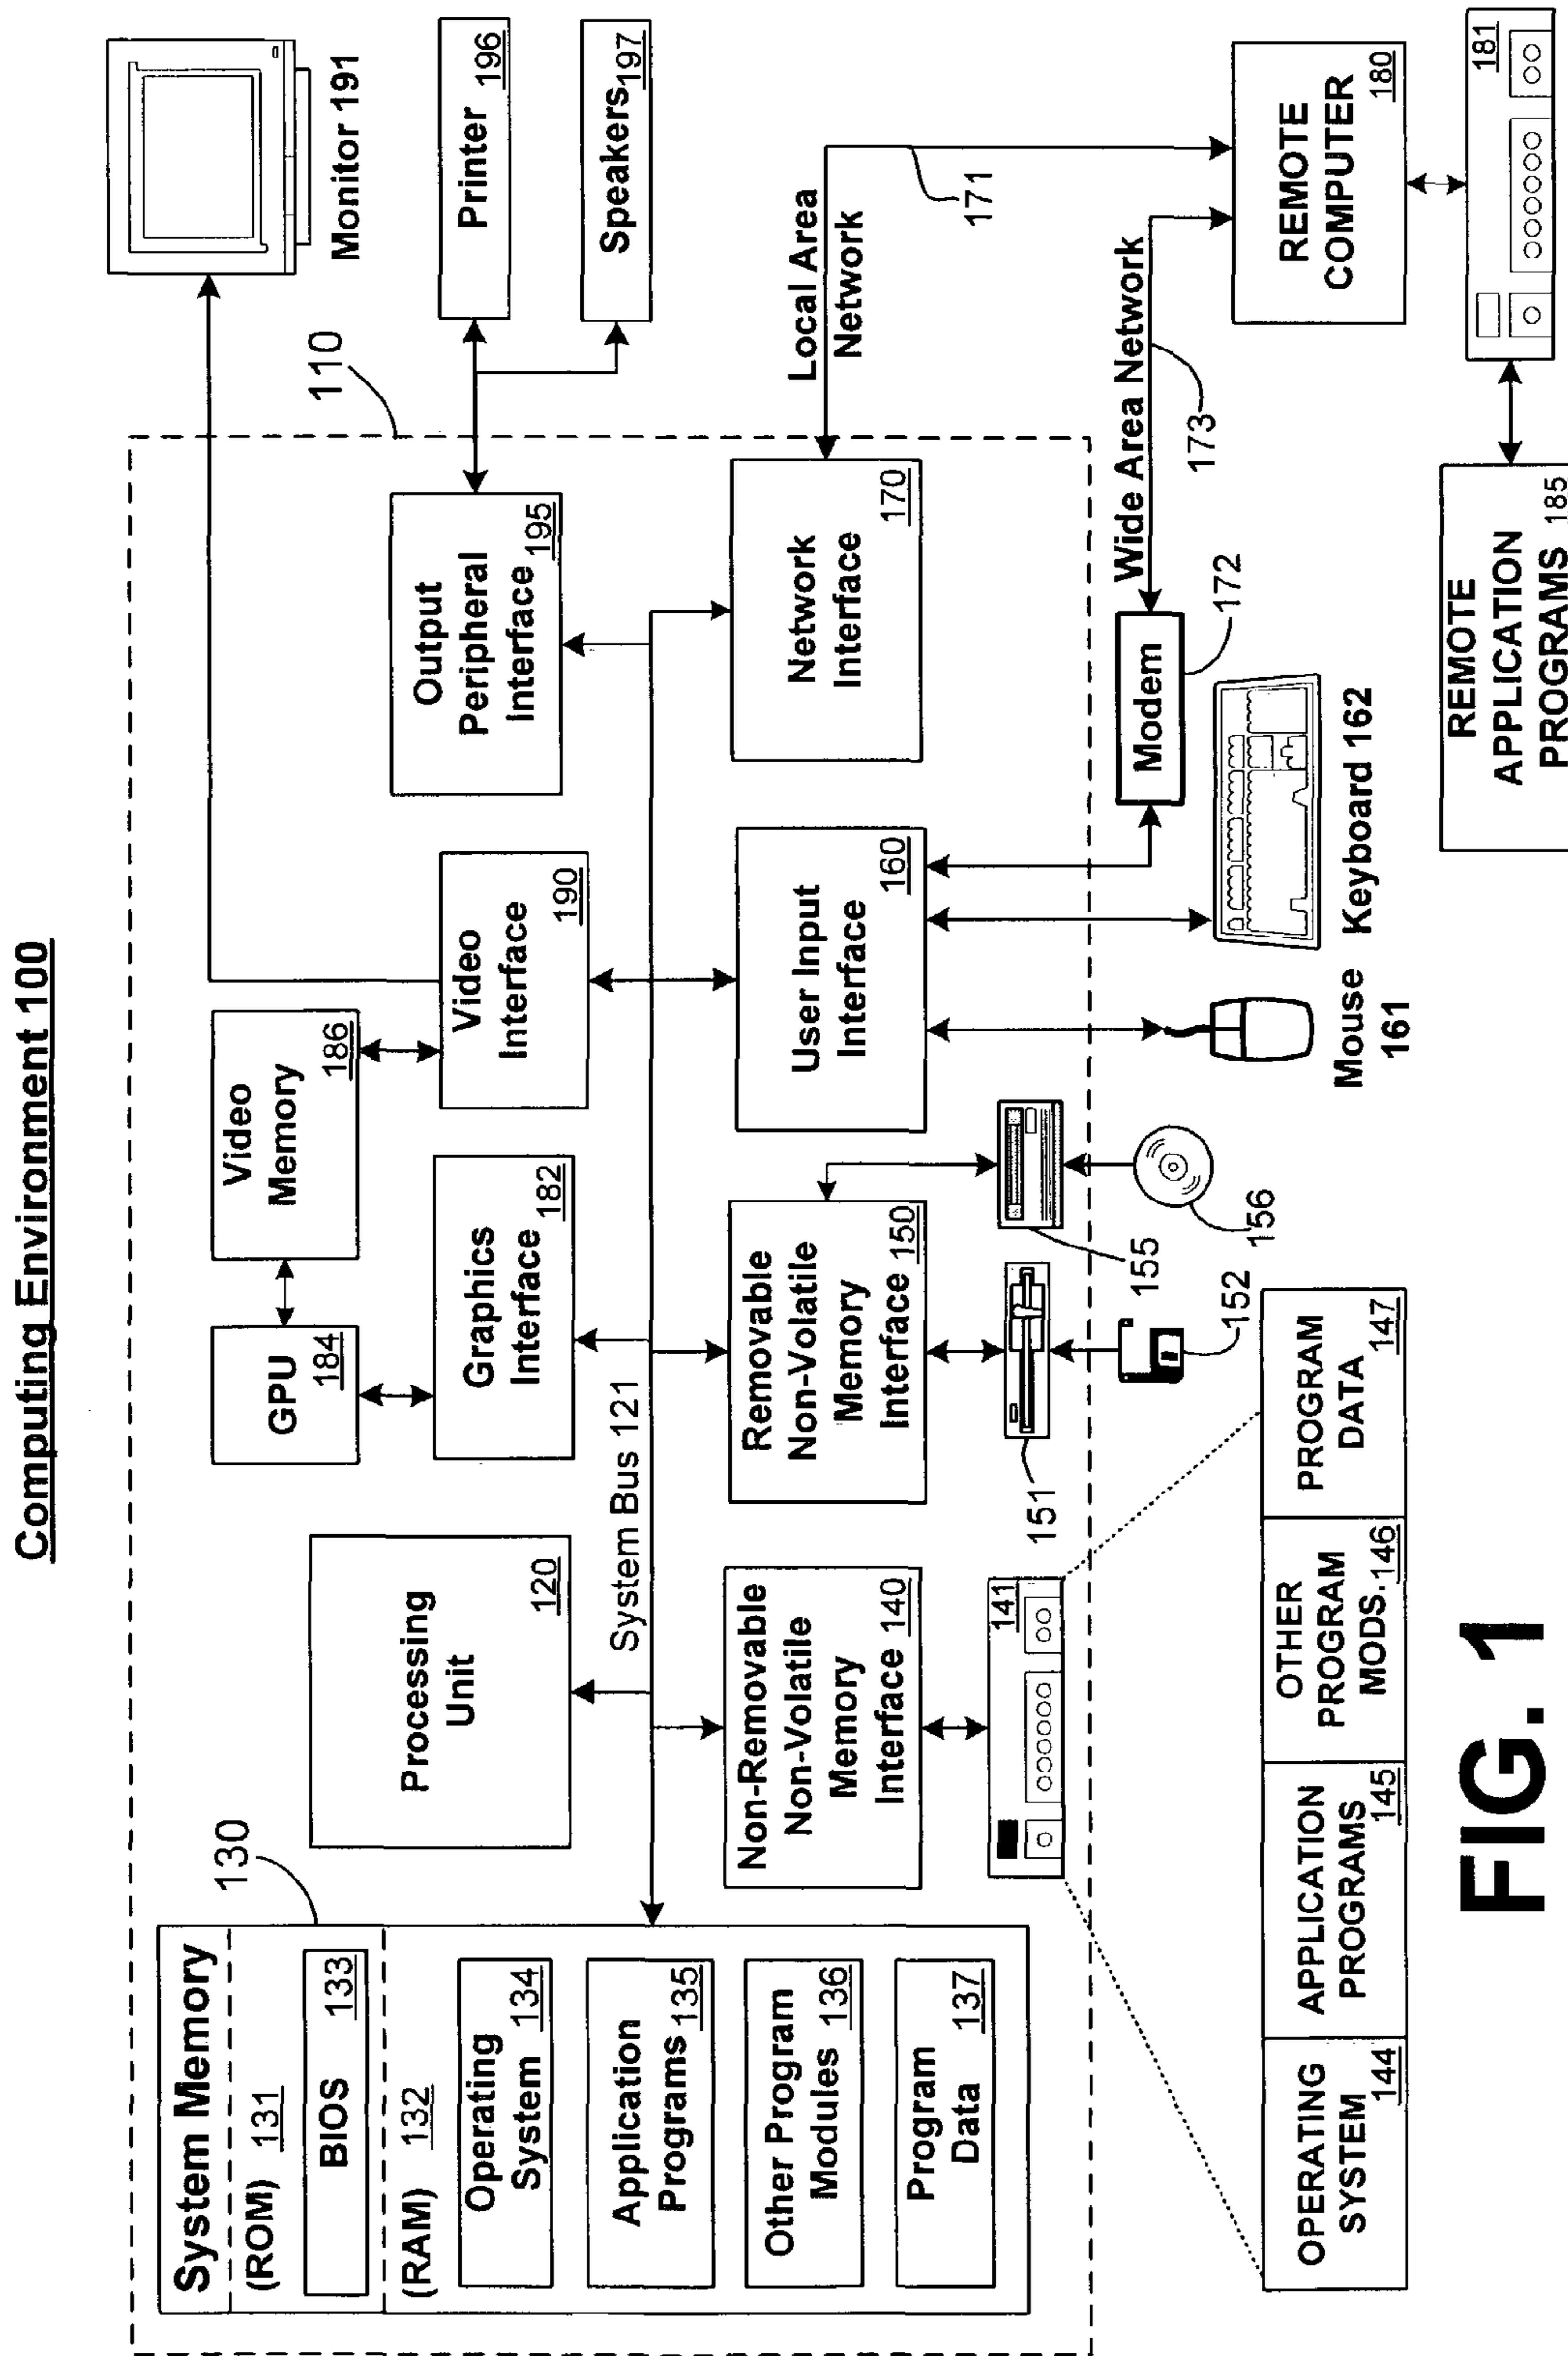 Computing Environment 100
System Memory
(ROM) 131
BIOS 133
(RAM) 132
Operating
System 134
Application
Programs 135
Other Program
Modules 136
Program
Data 137
130
Processing
Unit
120
System Bus 121
GPU
184
Video
Memory
186
Graphics
Interface
182
Video
Interface
190
Output
Peripheral
Interface 195
110
Monitor 191
Printer
196
Speakers 197
Non-Removable
Non-Volatile
Memory
Interface 140
Removable
Non-Volatile
Memory
Interface 150
User Input
Interface
160
Network
Interface
170
Local Area
Network
171
141
151
152
155
156
Mouse
161
Keyboard 162
Modem
172
Wide Area Network
173
REMOTE
COMPUTER
180
181
REMOTE
APPLICATION
PROGRAMS 185
OPERATING
SYSTEM 144
APPLICATION
PROGRAMS 145
OTHER
PROGRAM
MODS. 146
PROGRAM
DATA
147
FIG. 1